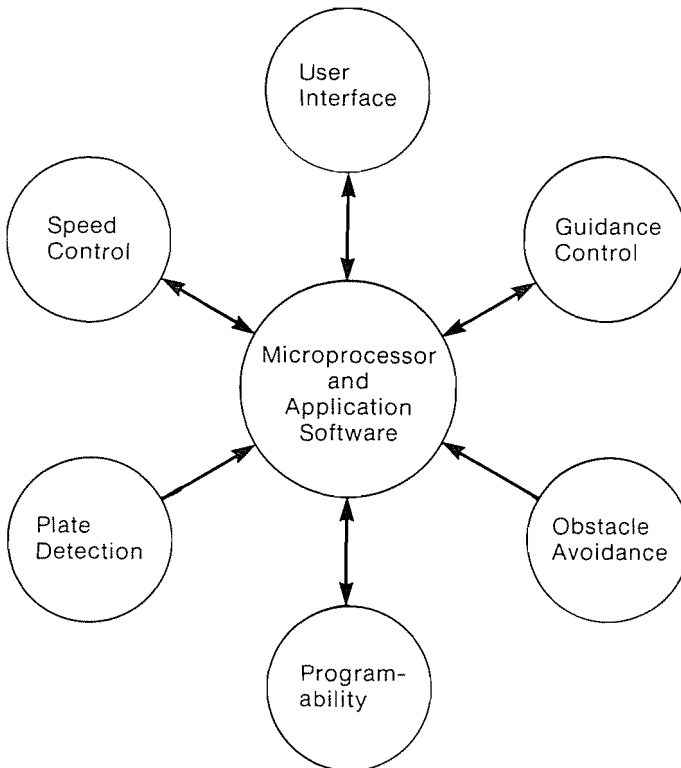 User
Interface
Speed
Control
Guidance
Control
Microprocessor
and
Application
Software
Plate
Detection
Obstacle
Avoidance
Program-
ability